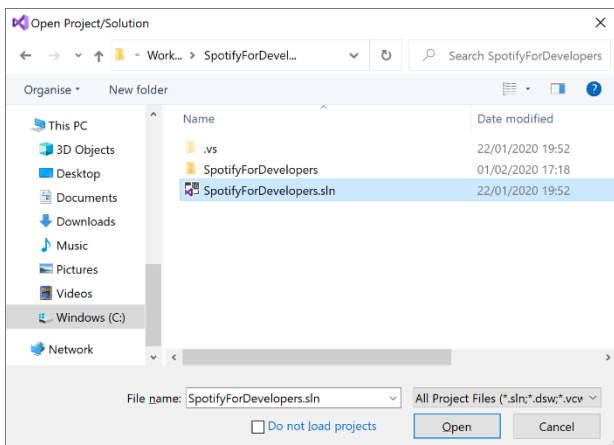 Open Project/Solution
« Work... > SpotifyForDevel...
Search SpotifyForDevelopers
Organise New folder
Name Date modified
This PC
3D Objects
Desktop
Documents
Downloads
Music
Pictures
Videos
Windows (C:)
Network
.vs 22/01/2020 19:52
SpotifyForDevelopers 01/02/2020 17:18
SpotifyForDevelopers.sln 22/01/2020 19:52
File name: SpotifyForDevelopers.sln
All Project Files (*.sln;*.dsw;*.vcw
Do not load projects
Open Cancel